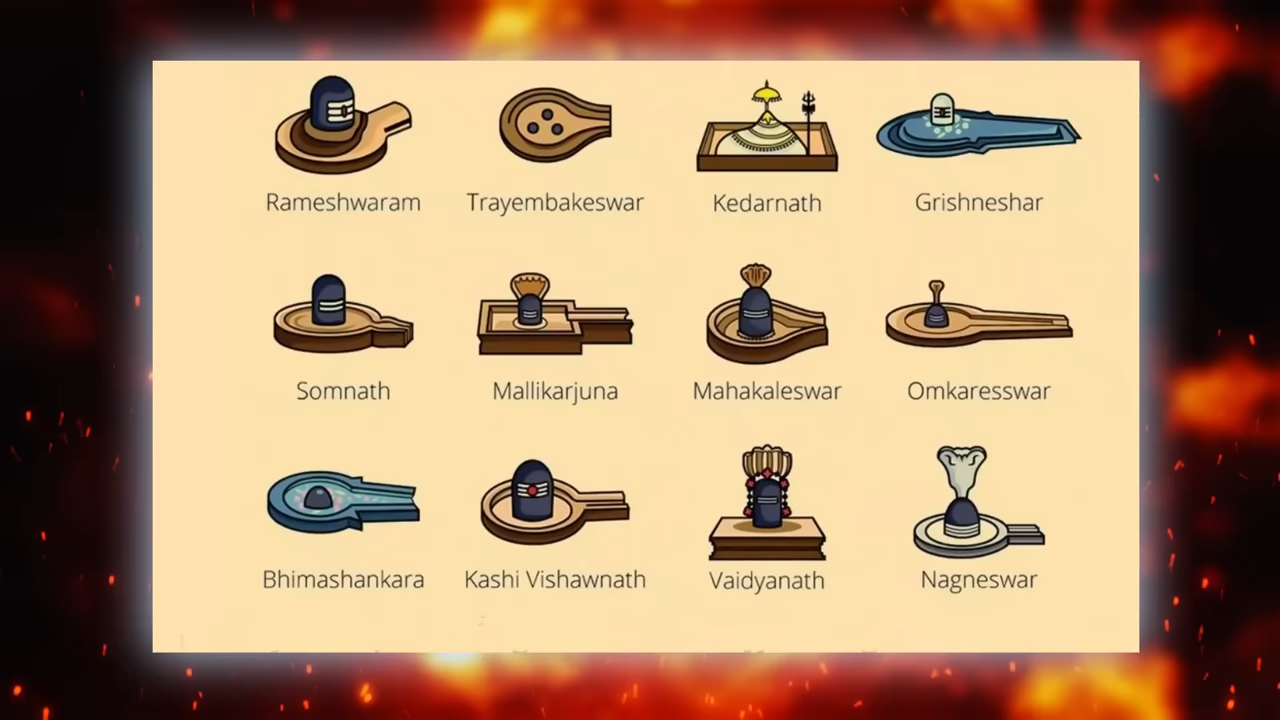 Rameshwaram
Trayembakeswar
Kedarnath
Grishneshar
Somnath
Mallikarjuna
Mahakaleswar
Omkaresswar
Bhimashankara
Kashi Vishawnath
Vaidyanath
Nagneswar